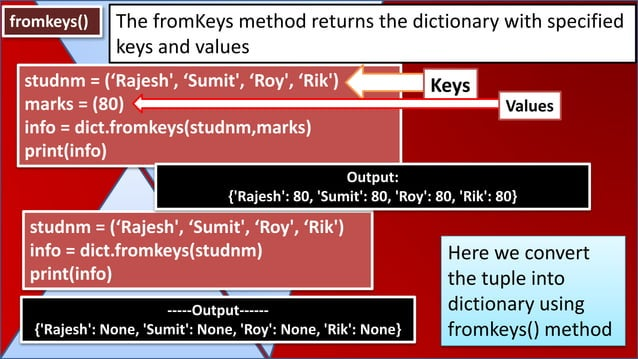 fromkeys()
The fromKeys method returns the dictionary with specified
keys and values
studnm = (‘Rajesh', ‘Sumit', ‘Roy', ‘Rik')
Keys
marks = (80)
Values
info = dict.fromkeys(studnm,marks)
print(info)
Output:
{'Rajesh': 80, 'Sumit': 80, 'Roy': 80, 'Rik': 80}
studnm = (‘Rajesh', ‘Sumit', ‘Roy', ‘Rik')
info = dict.fromkeys(studnm)
print(info)
Here we convert
the tuple into
dictionary using
fromkeys() method
-----Output------
{'Rajesh': None, 'Sumit': None, 'Roy': None, 'Rik': None}